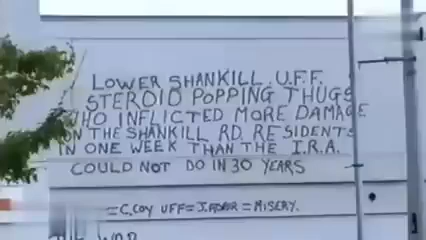 LOWER SHANKILL U.F.F.
STEROID POPPING THUGS
WHO INFLICTED MORE DAMAGE
ON THE SHANKILL RD. RESIDENTS
IN ONE WEEK THAN THE I.R.A.
COULD NOT DO IN 30 YEARS
=C.COY UFF=J.ADAIR=MISERY.